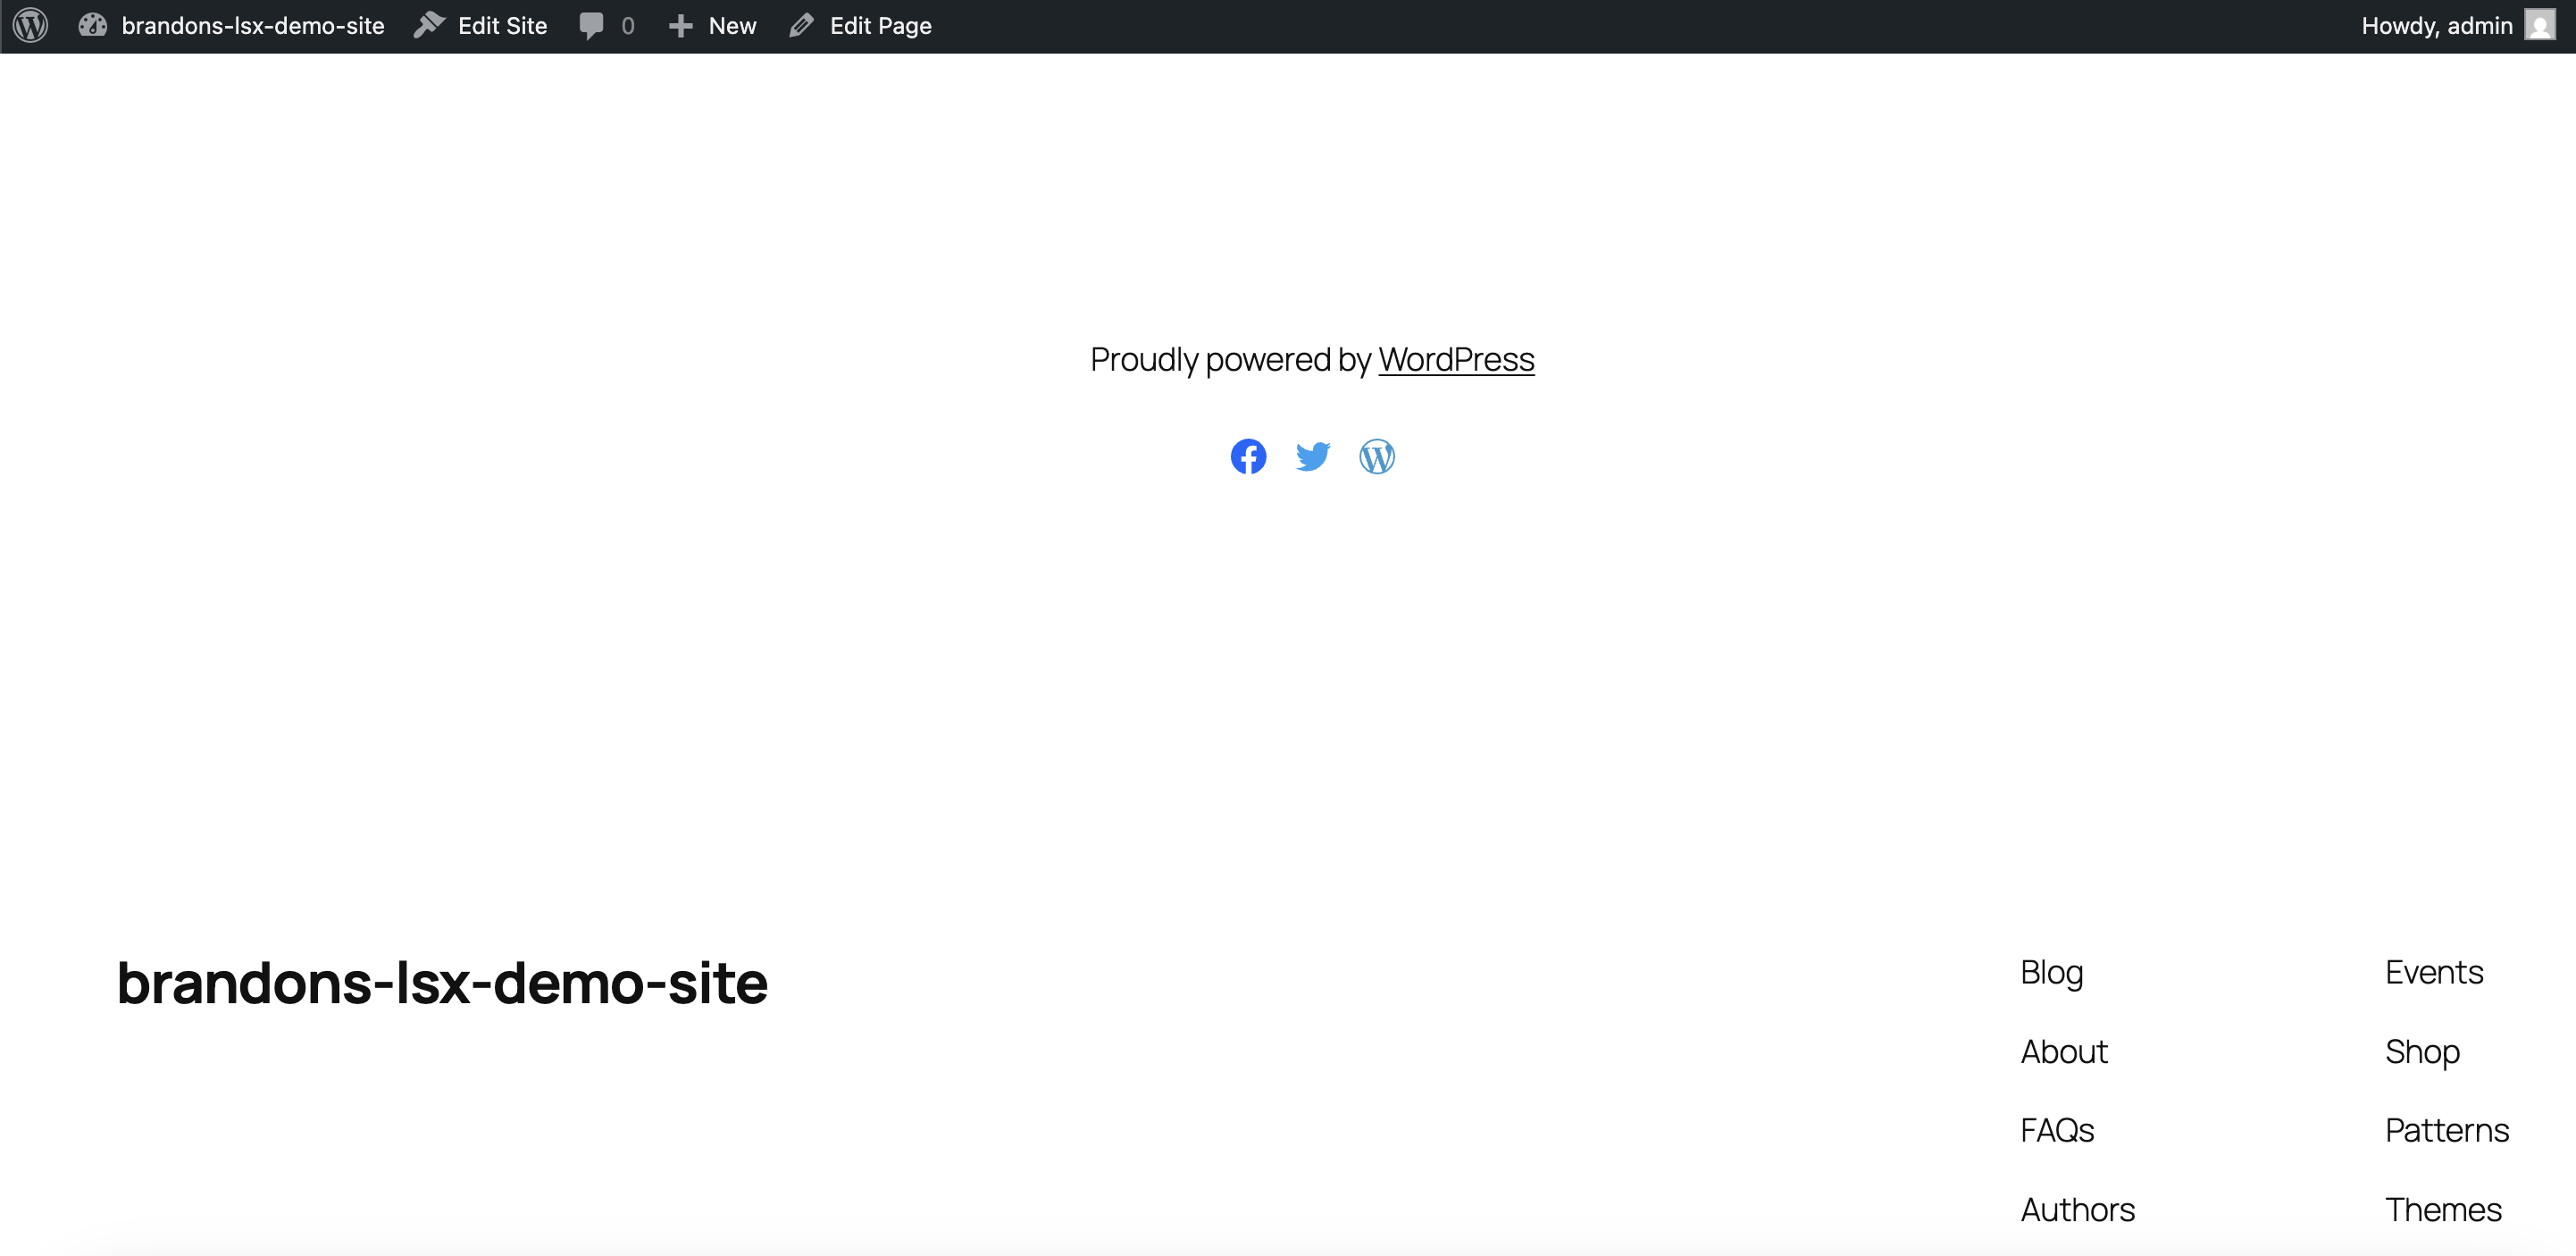 brandons-lsx-demo-site Edit Site 0 New Edit Page Howdy, admin
Proudly powered by WordPress
brandons-lsx-demo-site
Blog
About
FAQs
Authors
Events
Shop
Patterns
Themes